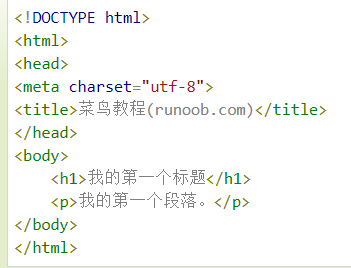 <!DOCTYPE html>
<html>
<head>
<meta charset="utf-8">
<title>菜鸟教程(runoob.com)</title>
</head>
<body>
    <h1>我的第一个标题</h1>
    <p>我的第一个段落。</p>
</body>
</html>